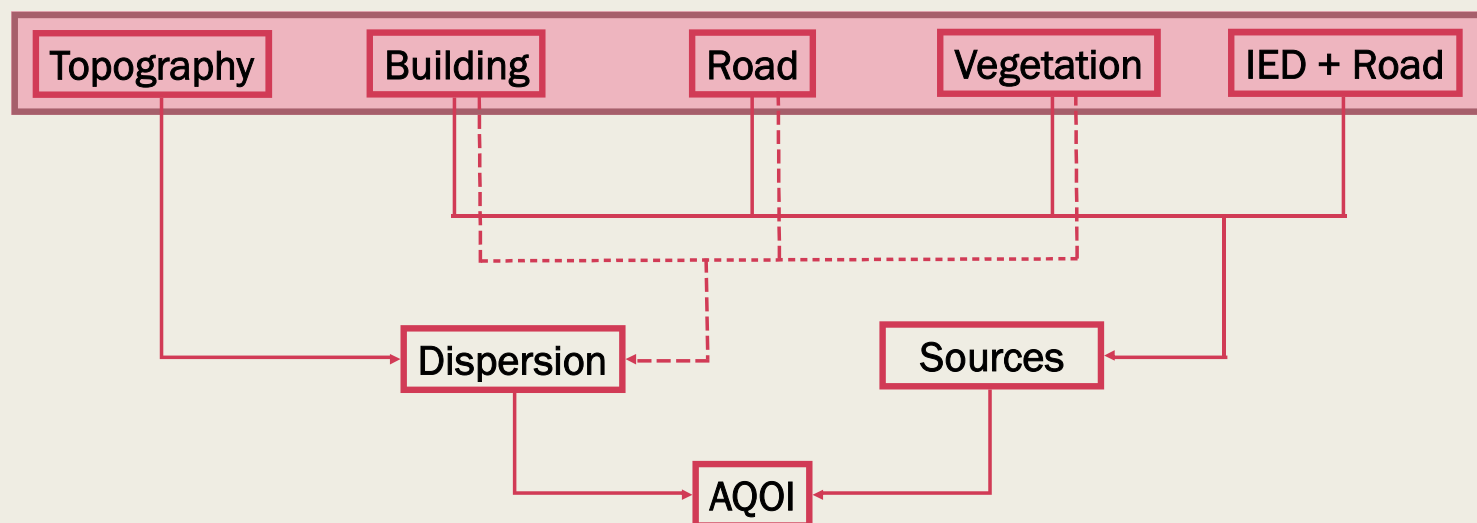 Topography
Building
Road
Vegetation
IED + Road
Dispersion
Sources
AQOI